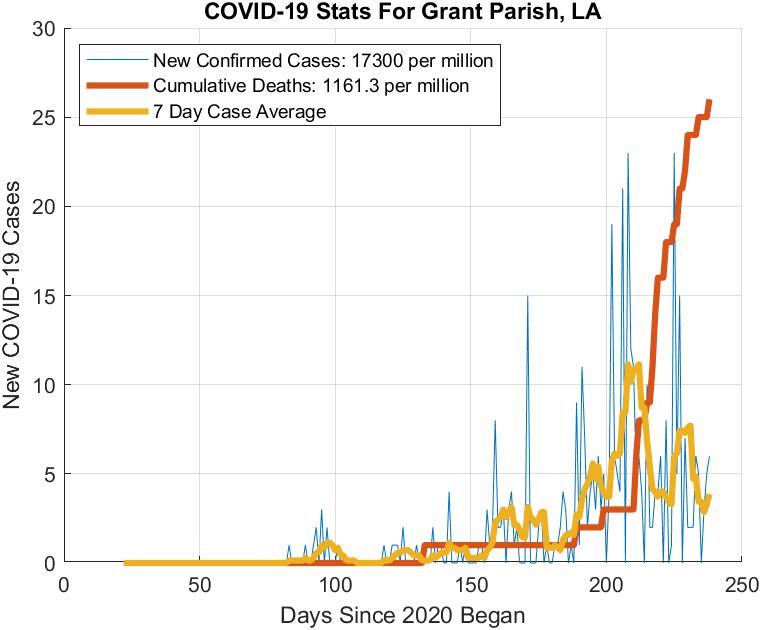 COVID-19 Stats For Grant Parish, LA
New Confirmed Cases: 17300 per million
Cumulative Deaths: 1161.3 per million
7 Day Case Average
New COVID-19 Cases
30
25
20
15
10
5
0
0 50 100 150 200 250
Days Since 2020 Began